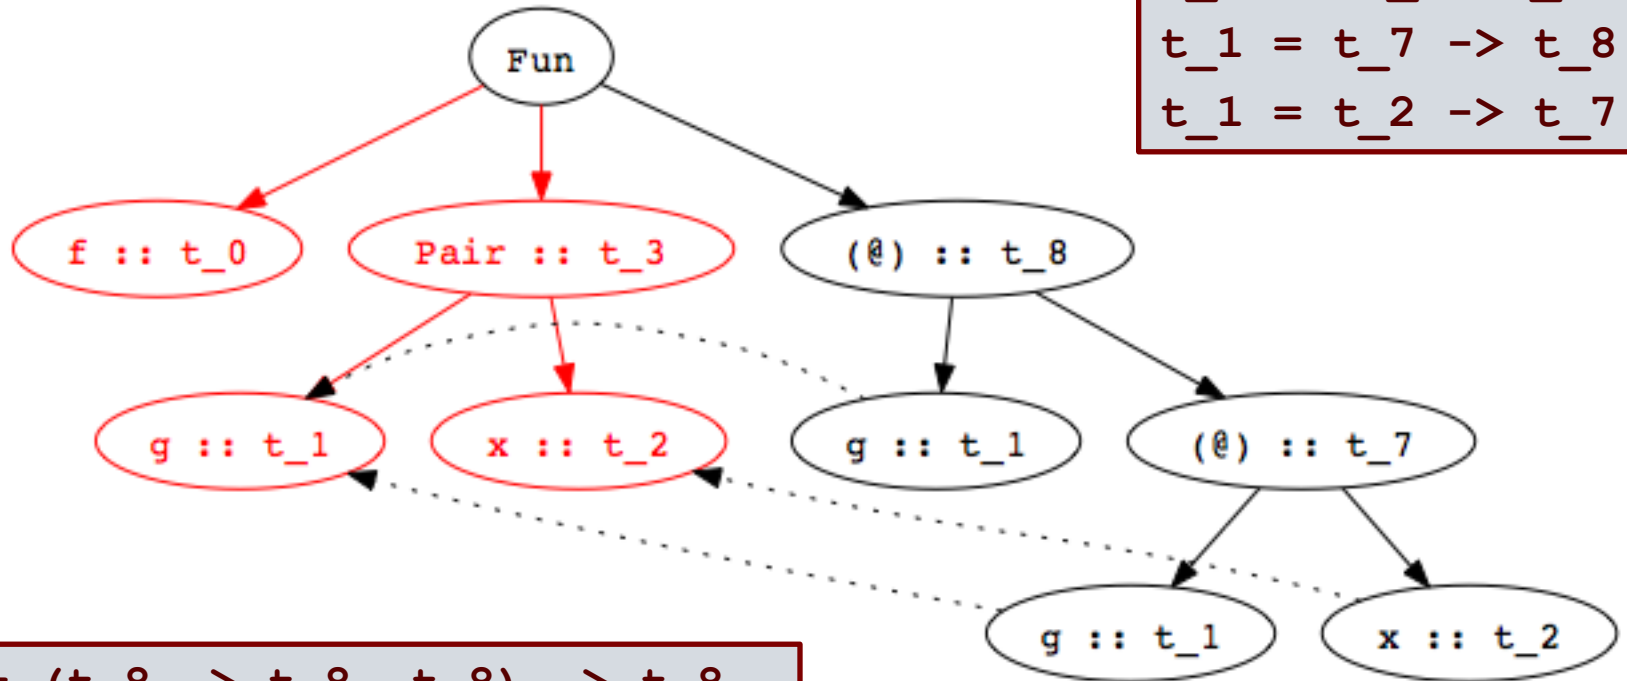 t_1 = t_7 -> t_8
t_1 = t_2 -> t_7
Fun
f :: t_0
Pair :: t_3
(@) :: t_8
g :: t_1
x :: t_2
g :: t_1
(@) :: t_7
g :: t_1
x :: t_2